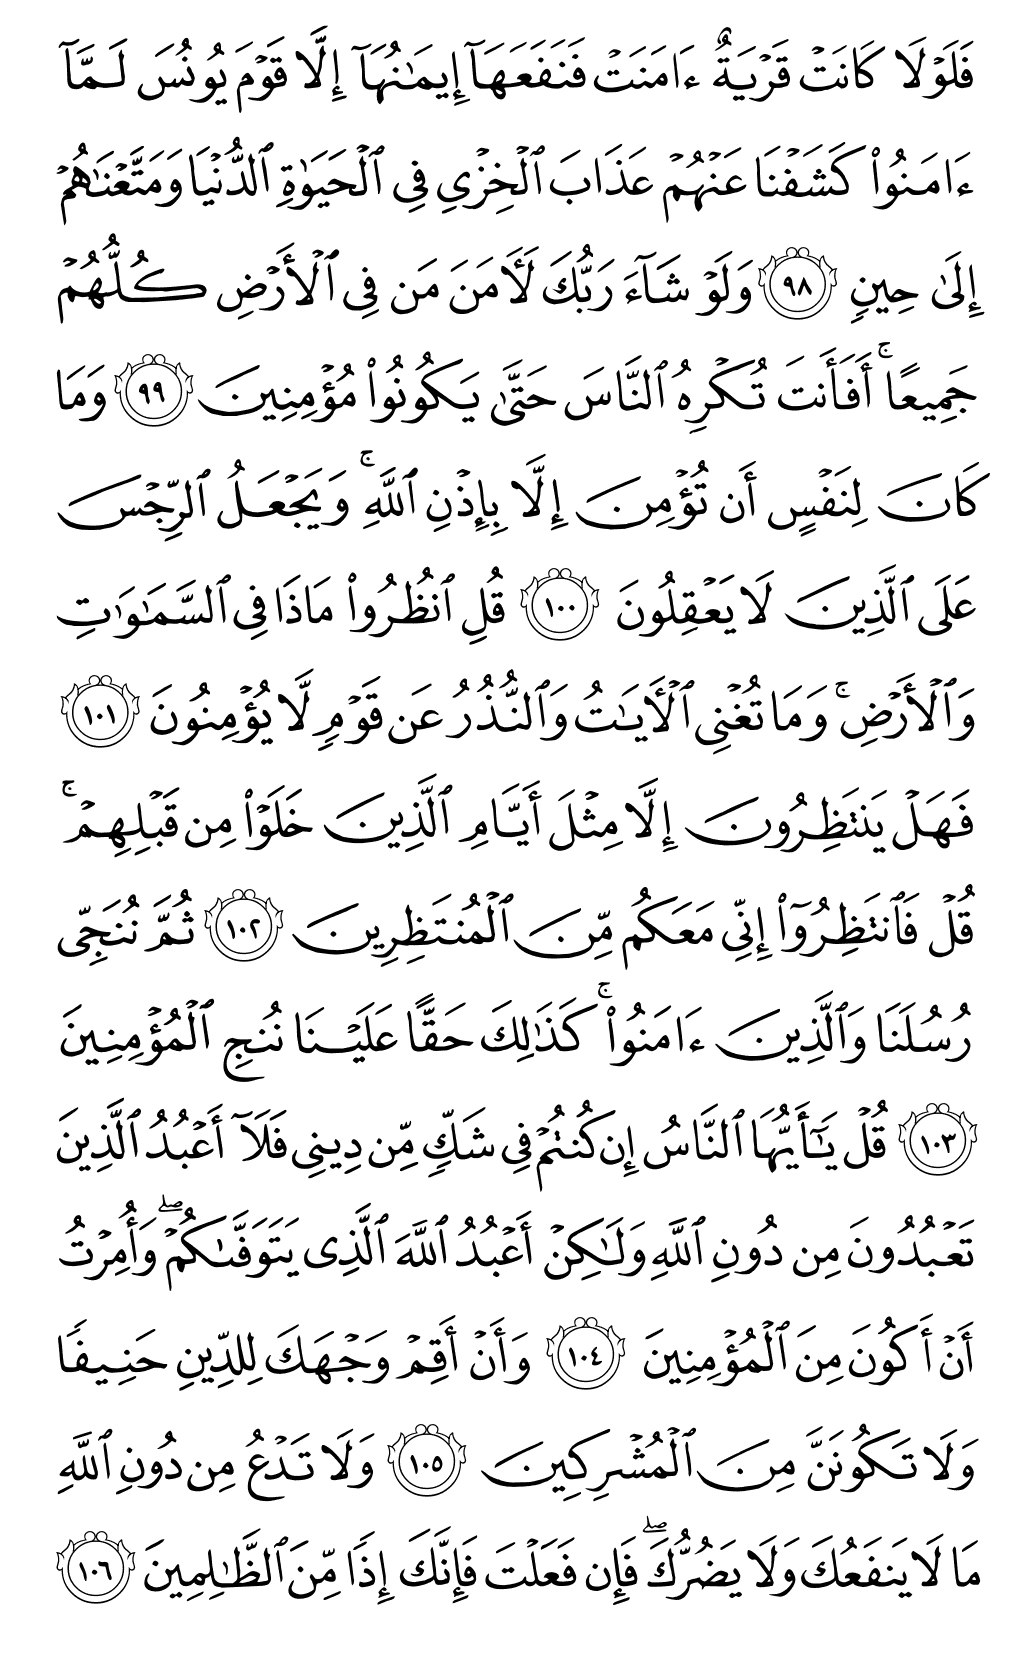 فَلَوْلَا كَانَتْ قَرْيَةٌ ءَامَنَتْ فَنَفَعَهَآ إِيمَـٰنُهَآ إِلَّا قَوْمَ يُونُسَ لَمَّآ
ءَامَنُوا۟ كَشَفْنَا عَنْهُمْ عَذَابَ ٱلْخِزْىِ فِى ٱلْحَيَوٰةِ ٱلدُّنْيَا وَمَتَّعْنَـٰهُمْ
إِلَىٰ حِينٍ ٩٨ وَلَوْ شَآءَ رَبُّكَ لَـَٔامَنَ مَن فِى ٱلْأَرْضِ كُلُّهُمْ
جَمِيعًا ۚ أَفَأَنتَ تُكْرِهُ ٱلنَّاسَ حَتَّىٰ يَكُونُوا۟ مُؤْمِنِينَ ٩٩ وَمَا
كَانَ لِنَفْسٍ أَن تُؤْمِنَ إِلَّا بِإِذْنِ ٱللَّهِ ۚ وَيَجْعَلُ ٱلرِّجْسَ
عَلَى ٱلَّذِينَ لَا يَعْقِلُونَ ١٠٠ قُلِ ٱنظُرُوا۟ مَاذَا فِى ٱلسَّمَـٰوَٰتِ
وَٱلْأَرْضِ ۚ وَمَا تُغْنِى ٱلْـَٔايَـٰتُ وَٱلنُّذُرُ عَن قَوْمٍ لَّا يُؤْمِنُونَ ١٠١
فَهَلْ يَنتَظِرُونَ إِلَّا مِثْلَ أَيَّامِ ٱلَّذِينَ خَلَوْا۟ مِن قَبْلِهِمْ ۚ
قُلْ فَٱنتَظِرُوٓا۟ إِنِّى مَعَكُم مِّنَ ٱلْمُنتَظِرِينَ ١٠٢ ثُمَّ نُنَجِّى
رُسُلَنَا وَٱلَّذِينَ ءَامَنُوا۟ ۚ كَذَٰلِكَ حَقًّا عَلَيْنَا نُنجِ ٱلْمُؤْمِنِينَ
١٠٣ قُلْ يَـٰٓأَيُّهَا ٱلنَّاسُ إِن كُنتُمْ فِى شَكٍّ مِّن دِينِى فَلَآ أَعْبُدُ ٱلَّذِينَ
تَعْبُدُونَ مِن دُونِ ٱللَّهِ وَلَـٰكِنْ أَعْبُدُ ٱللَّهَ ٱلَّذِى يَتَوَفَّىٰكُمْ ۖ وَأُمِرْتُ
أَنْ أَكُونَ مِنَ ٱلْمُؤْمِنِينَ ١٠٤ وَأَنْ أَقِمْ وَجْهَكَ لِلدِّينِ حَنِيفًا
وَلَا تَكُونَنَّ مِنَ ٱلْمُشْرِكِينَ ١٠٥ وَلَا تَدْعُ مِن دُونِ ٱللَّهِ
مَا لَا يَنفَعُكَ وَلَا يَضُرُّكَ ۖ فَإِن فَعَلْتَ فَإِنَّكَ إِذًا مِّنَ ٱلظَّـٰلِمِينَ ١٠٦